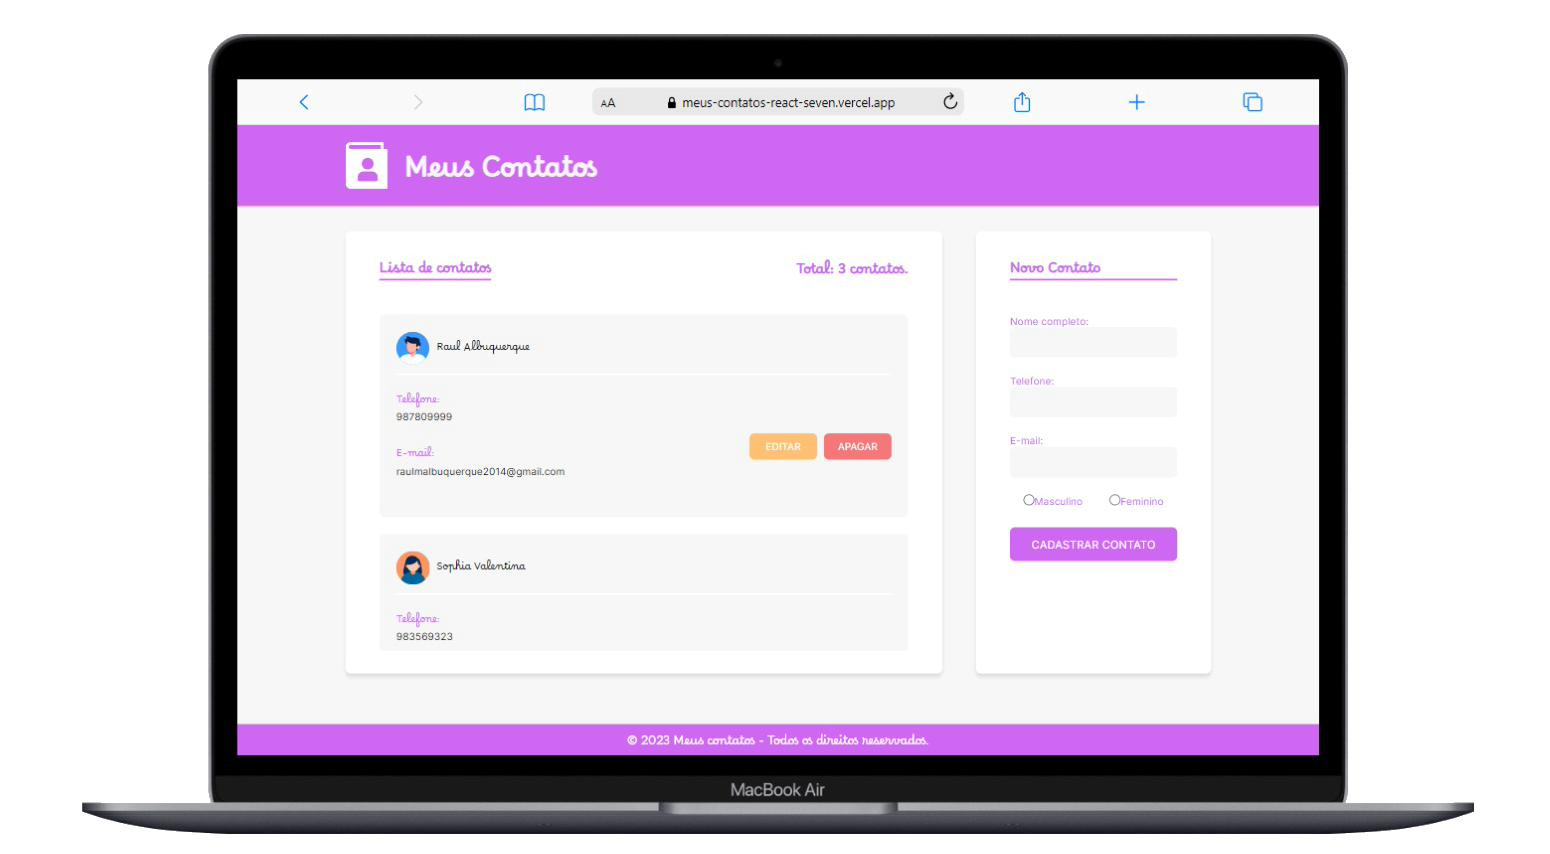 AA meus-contatos-react-seven.vercel.app
Meus Contatos
Lista de contatos
Total: 3 contatos.
Raul Albuquerque
Telefone:
987809999
E-mail:
raulmalbuquerque2014@gmail.com
EDITAR
APAGAR
Sophia Valentina
Telefone:
983569323
Novo Contato
Nome completo:
Telefone:
E-mail:
Masculino
Feminino
CADASTRAR CONTATO
© 2023 Meus contatos - Todos os direitos reservados.
MacBook Air